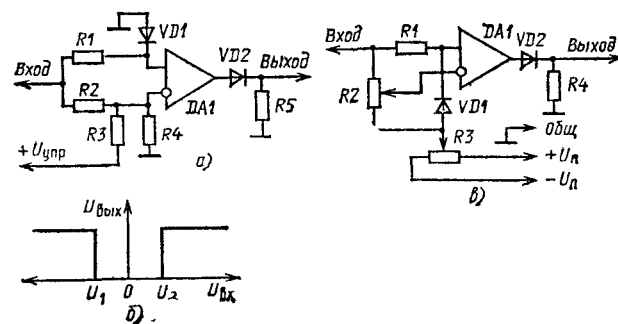 R1
VD1
Вход
R2
R3
R4
DA1
VD2
Выход
R5
+ Uупр
а)
Вход
R1
R2
VD1
DA1
VD2
Выход
R4
R3
Общ
+ Uп
− Uп
в)
Uвых
U1
0
U2
Uвх
б)